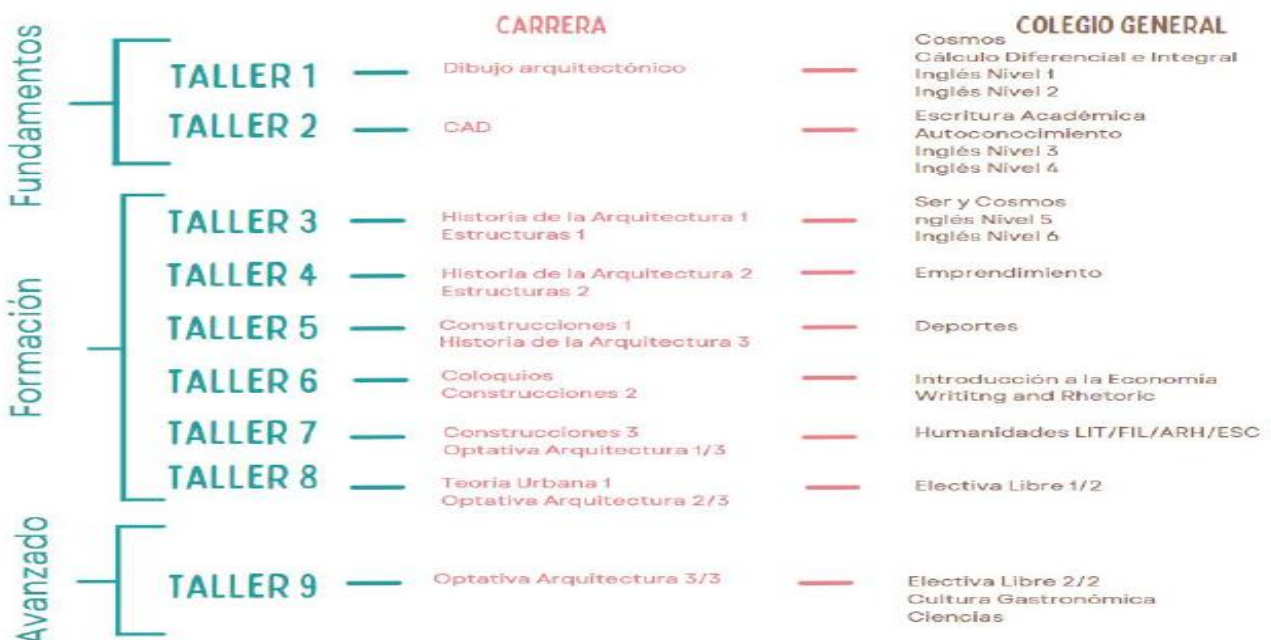 CARRERA
COLEGIO GENERAL
Fundamentos
TALLER 1
Dibujo arquitectónico
Cosmos
Cálculo Diferencial e Integral
Inglés Nivel 1
Inglés Nivel 2
TALLER 2
CAD
Escritura Académica
Autoconocimiento
Inglés Nivel 3
Inglés Nivel 4
Formación
TALLER 3
Historia de la Arquitectura 1
Estructuras 1
Ser y Cosmos
nglés Nivel 5
Inglés Nivel 6
TALLER 4
Historia de la Arquitectura 2
Estructuras 2
Emprendimiento
TALLER 5
Construcciones 1
Historia de la Arquitectura 3
Deportes
TALLER 6
Coloquios
Construcciones 2
Introducción a la Economía
Writitng and Rhetoric
TALLER 7
Construcciones 3
Optativa Arquitectura 1/3
Humanidades LIT/FIL/ARH/ESC
TALLER 8
Teoría Urbana 1
Optativa Arquitectura 2/3
Electiva Libre 1/2
Avanzado
TALLER 9
Optativa Arquitectura 3/3
Electiva Libre 2/2
Cultura Gastronómica
Ciencias